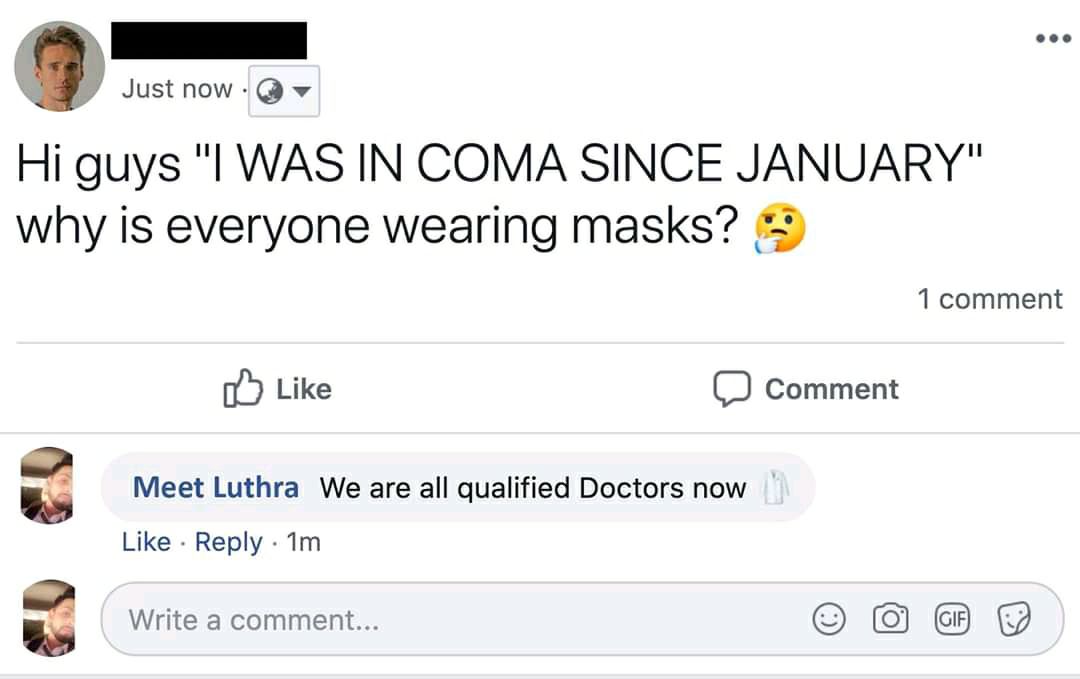 Just now ·
Hi guys "I WAS IN COMA SINCE JANUARY"
why is everyone wearing masks? 🤔
1 comment
Like Comment
Meet Luthra We are all qualified Doctors now 🥼
Like · Reply · 1m
Write a comment... GIF